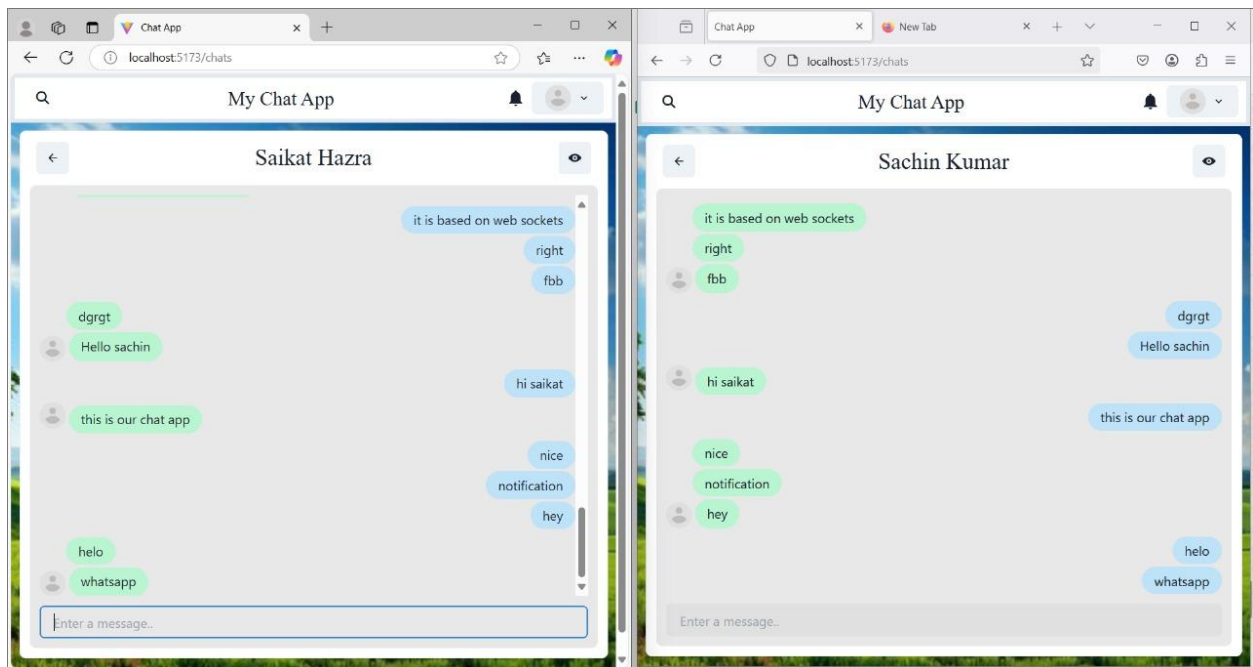 Chat App
localhost:5173/chats
My Chat App
Saikat Hazra
it is based on web sockets
right
fbb
dgrgt
Hello sachin
hi saikat
this is our chat app
nice
notification
hey
helo
whatsapp
Enter a message..
Chat App
New Tab
localhost:5173/chats
My Chat App
Sachin Kumar
it is based on web sockets
right
fbb
dgrgt
Hello sachin
hi saikat
this is our chat app
nice
notification
hey
helo
whatsapp
Enter a message..